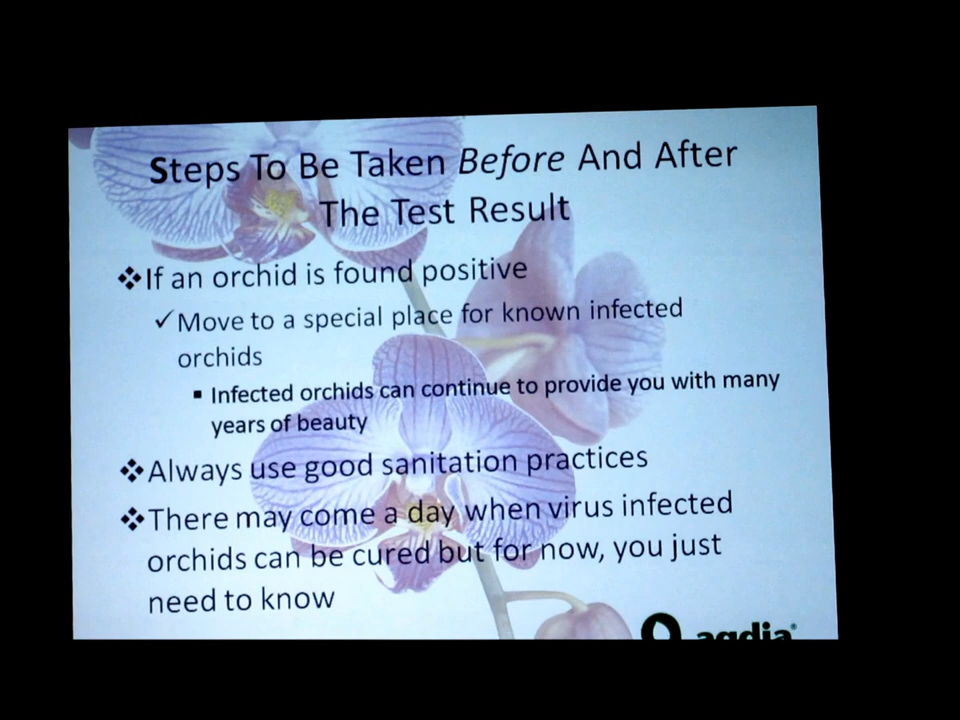 Steps To Be Taken Before And After
The Test Result
❖If an orchid is found positive
✓Move to a special place for known infected
orchids
▪ Infected orchids can continue to provide you with many
years of beauty
❖Always use good sanitation practices
❖There may come a day when virus infected
orchids can be cured but for now, you just
need to know
agdia®